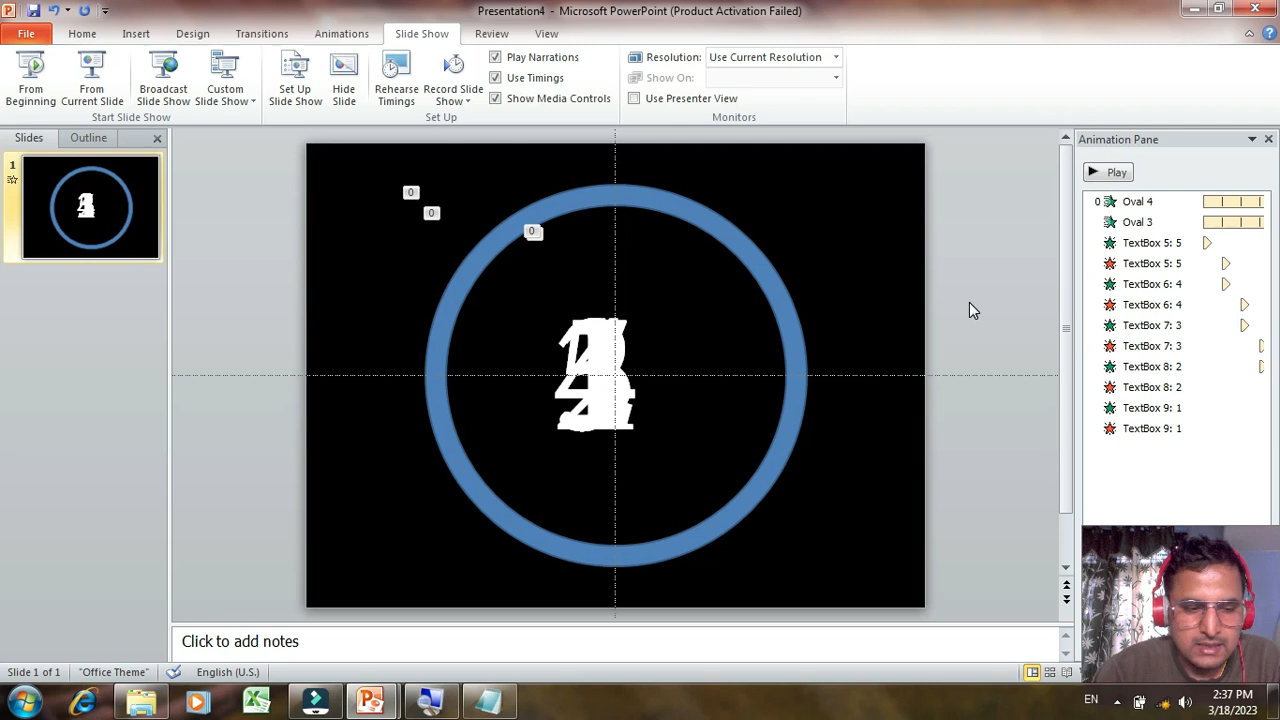 Presentation4 - Microsoft PowerPoint (Product Activation Failed)
File Home Insert Design Transitions Animations Slide Show Review View
From Beginning
From Current Slide
Broadcast Slide Show
Custom Slide Show
Start Slide Show
Set Up Slide Show
Hide Slide
Rehearse Timings
Record Slide Show
Play Narrations
Use Timings
Show Media Controls
Set Up
Resolution: Use Current Resolution
Show On:
Use Presenter View
Monitors
Slides Outline
1
0
0
0
Animation Pane
Play
0 Oval 4
Oval 3
TextBox 5: 5
TextBox 5: 5
TextBox 6: 4
TextBox 6: 4
TextBox 7: 3
TextBox 7: 3
TextBox 8: 2
TextBox 8: 2
TextBox 9: 1
TextBox 9: 1
Click to add notes
Slide 1 of 1 "Office Theme" English (U.S.)
EN 2:37 PM
3/18/2023